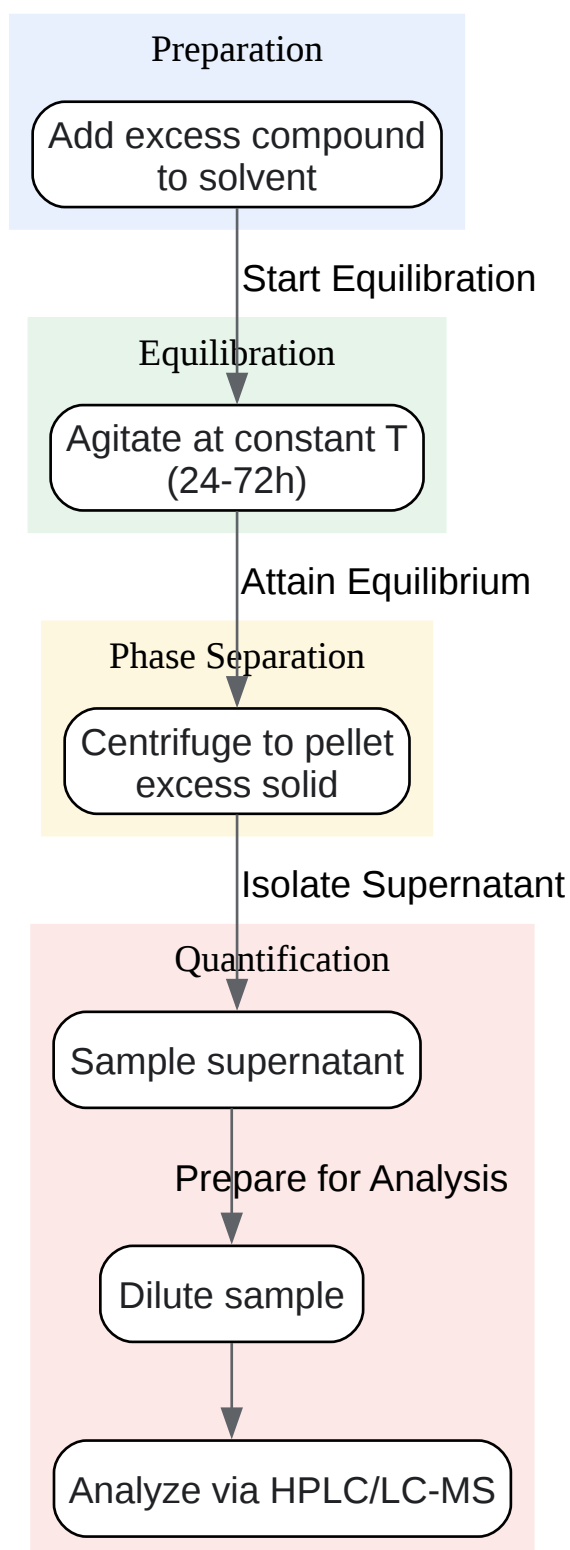 Preparation
Add excess compound
to solvent
Start Equilibration
Equilibration
Agitate at constant T
(24-72h)
Attain Equilibrium
Phase Separation
Centrifuge to pellet
excess solid
Isolate Supernatant
Quantification
Sample supernatant
Prepare for Analysis
Dilute sample
Analyze via HPLC/LC-MS